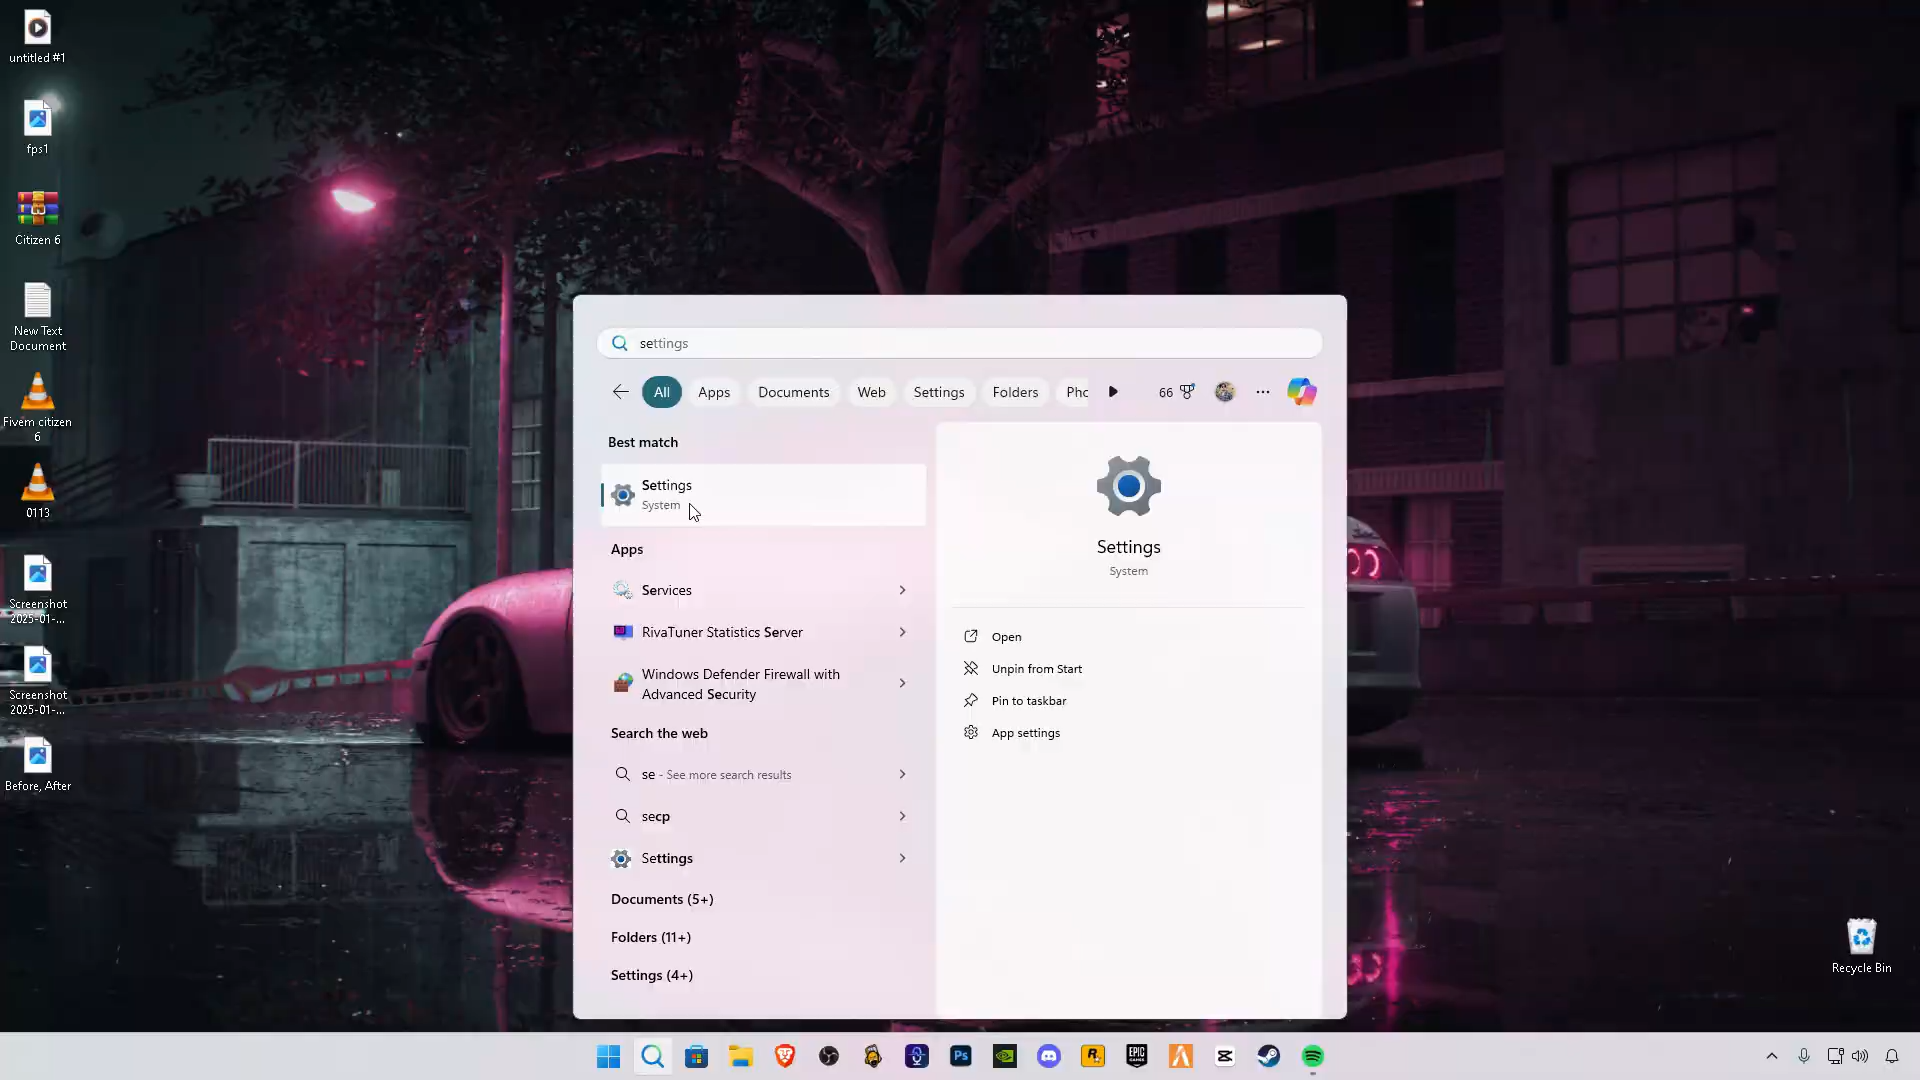 untitled #1
fps1
Citizen 6
New Text
Document
Fivem citizen
6
0113
Screenshot
2025-01-...
Screenshot
2025-01-...
Before, After
settings
All
Apps
Documents
Web
Settings
Folders
Phc
66
Best match
Settings
System
Apps
Services
RivaTuner Statistics Server
Windows Defender Firewall with
Advanced Security
Search the web
se - See more search results
secp
Settings
Documents (5+)
Folders (11+)
Settings (4+)
Settings
System
Open
Unpin from Start
Pin to taskbar
App settings
Recycle Bin
Ps
R
EPIC
GAMES